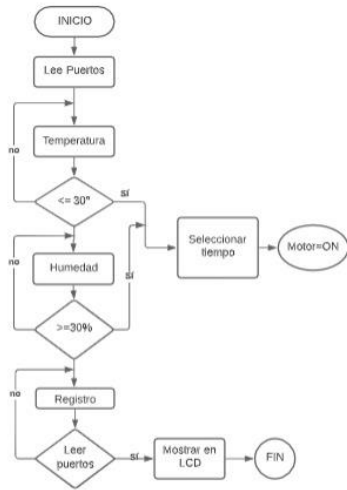 INICIO
Lee Puertos
Temperatura
no
<= 30°
Sí
Seleccionar
tiempo
Motor=ON
Humedad
no
Sí
>=30%
Registro
no
Leer
puertos
Sí
Mostrar en
LCD
FIN